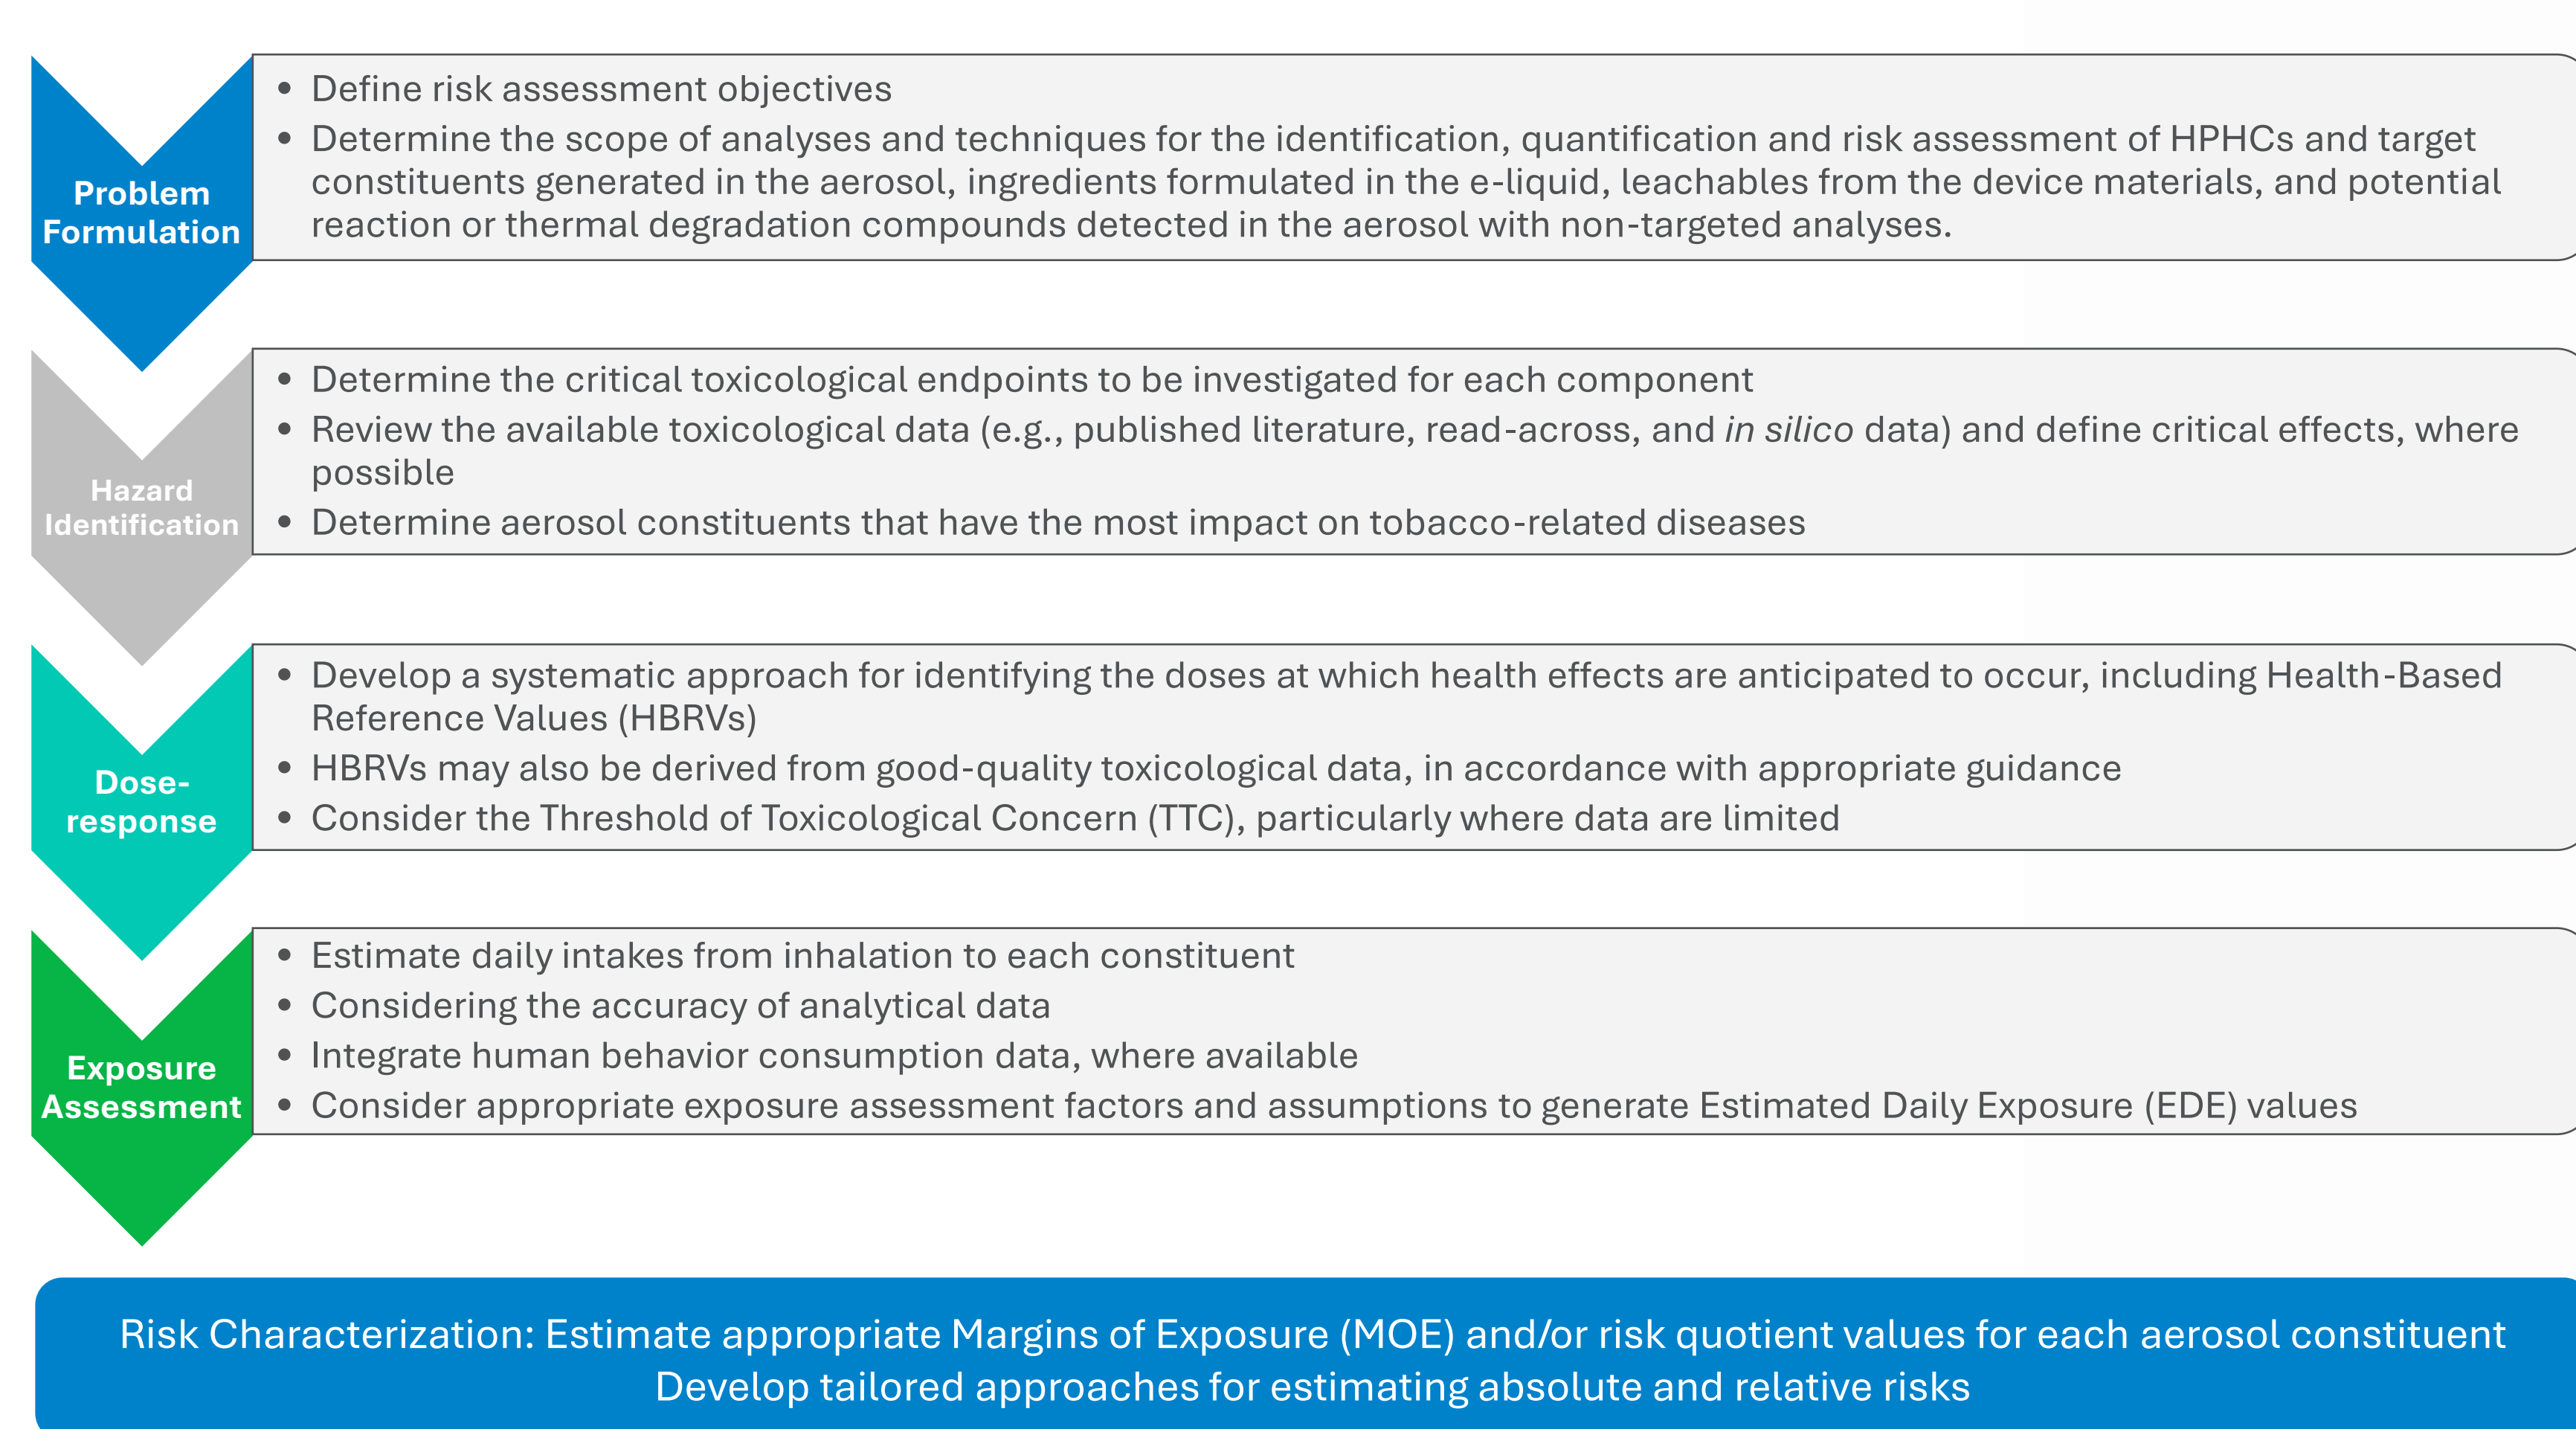 Problem
Formulation
• Define risk assessment objectives
• Determine the scope of analyses and techniques for the identification, quantification and risk assessment of HPHCs and target
constituents generated in the aerosol, ingredients formulated in the e-liquid, leachables from the device materials, and potential
reaction or thermal degradation compounds detected in the aerosol with non-targeted analyses.
Hazard
Identification
• Determine the critical toxicological endpoints to be investigated for each component
• Review the available toxicological data (e.g., published literature, read-across, and in silico data) and define critical effects, where
possible
• Determine aerosol constituents that have the most impact on tobacco-related diseases
Dose-
response
• Develop a systematic approach for identifying the doses at which health effects are anticipated to occur, including Health-Based
Reference Values (HBRVs)
• HBRVs may also be derived from good-quality toxicological data, in accordance with appropriate guidance
• Consider the Threshold of Toxicological Concern (TTC), particularly where data are limited
Exposure
Assessment
• Estimate daily intakes from inhalation to each constituent
• Considering the accuracy of analytical data
• Integrate human behavior consumption data, where available
• Consider appropriate exposure assessment factors and assumptions to generate Estimated Daily Exposure (EDE) values
Risk Characterization: Estimate appropriate Margins of Exposure (MOE) and/or risk quotient values for each aerosol constituent
Develop tailored approaches for estimating absolute and relative risks